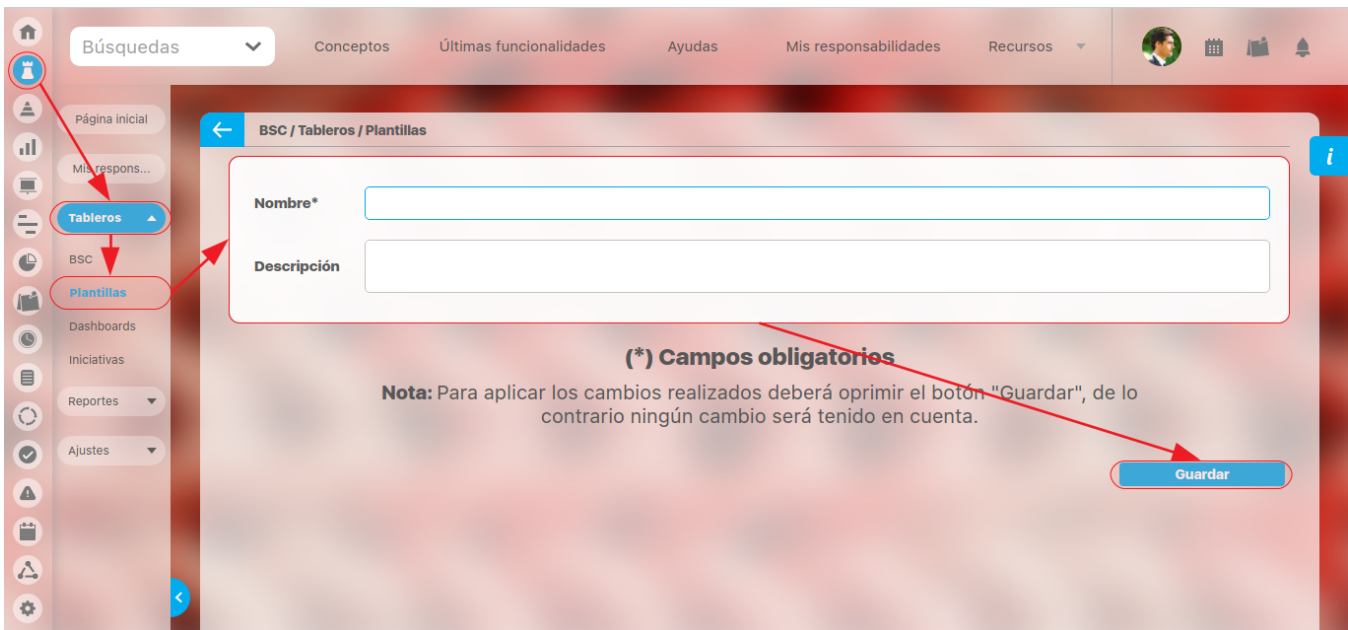 Búsquedas
Conceptos
Últimas funcionalidades
Ayudas
Mis responsabilidades
Recursos
Página inicial
Mis respons...
Tableros
BSC
Plantillas
Dashboards
Iniciativas
Reportes
Ajustes
BSC / Tableros / Plantillas
i
Nombre*
Descripción
(*) Campos obligatorios
Nota: Para aplicar los cambios realizados deberá oprimir el botón "Guardar", de lo
contrario ningún cambio será tenido en cuenta.
Guardar